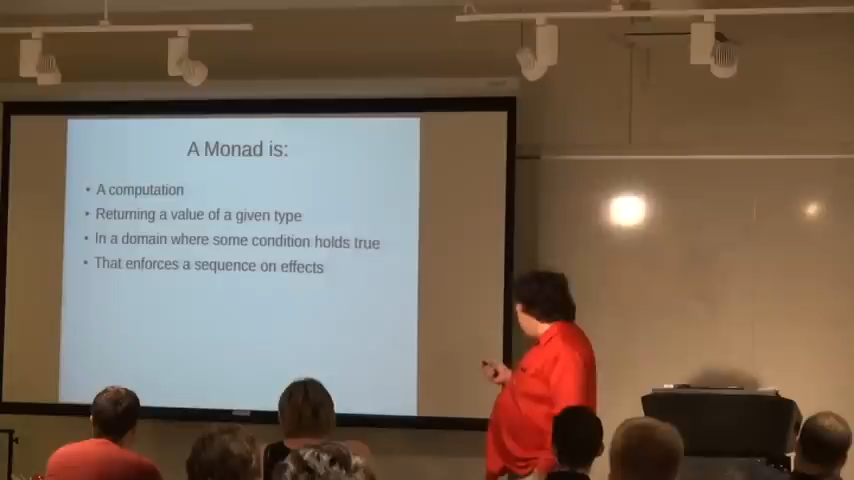 A Monad is:
• A computation
• Returning a value of a given type
• In a domain where some condition holds true
• That enforces a sequence on effects